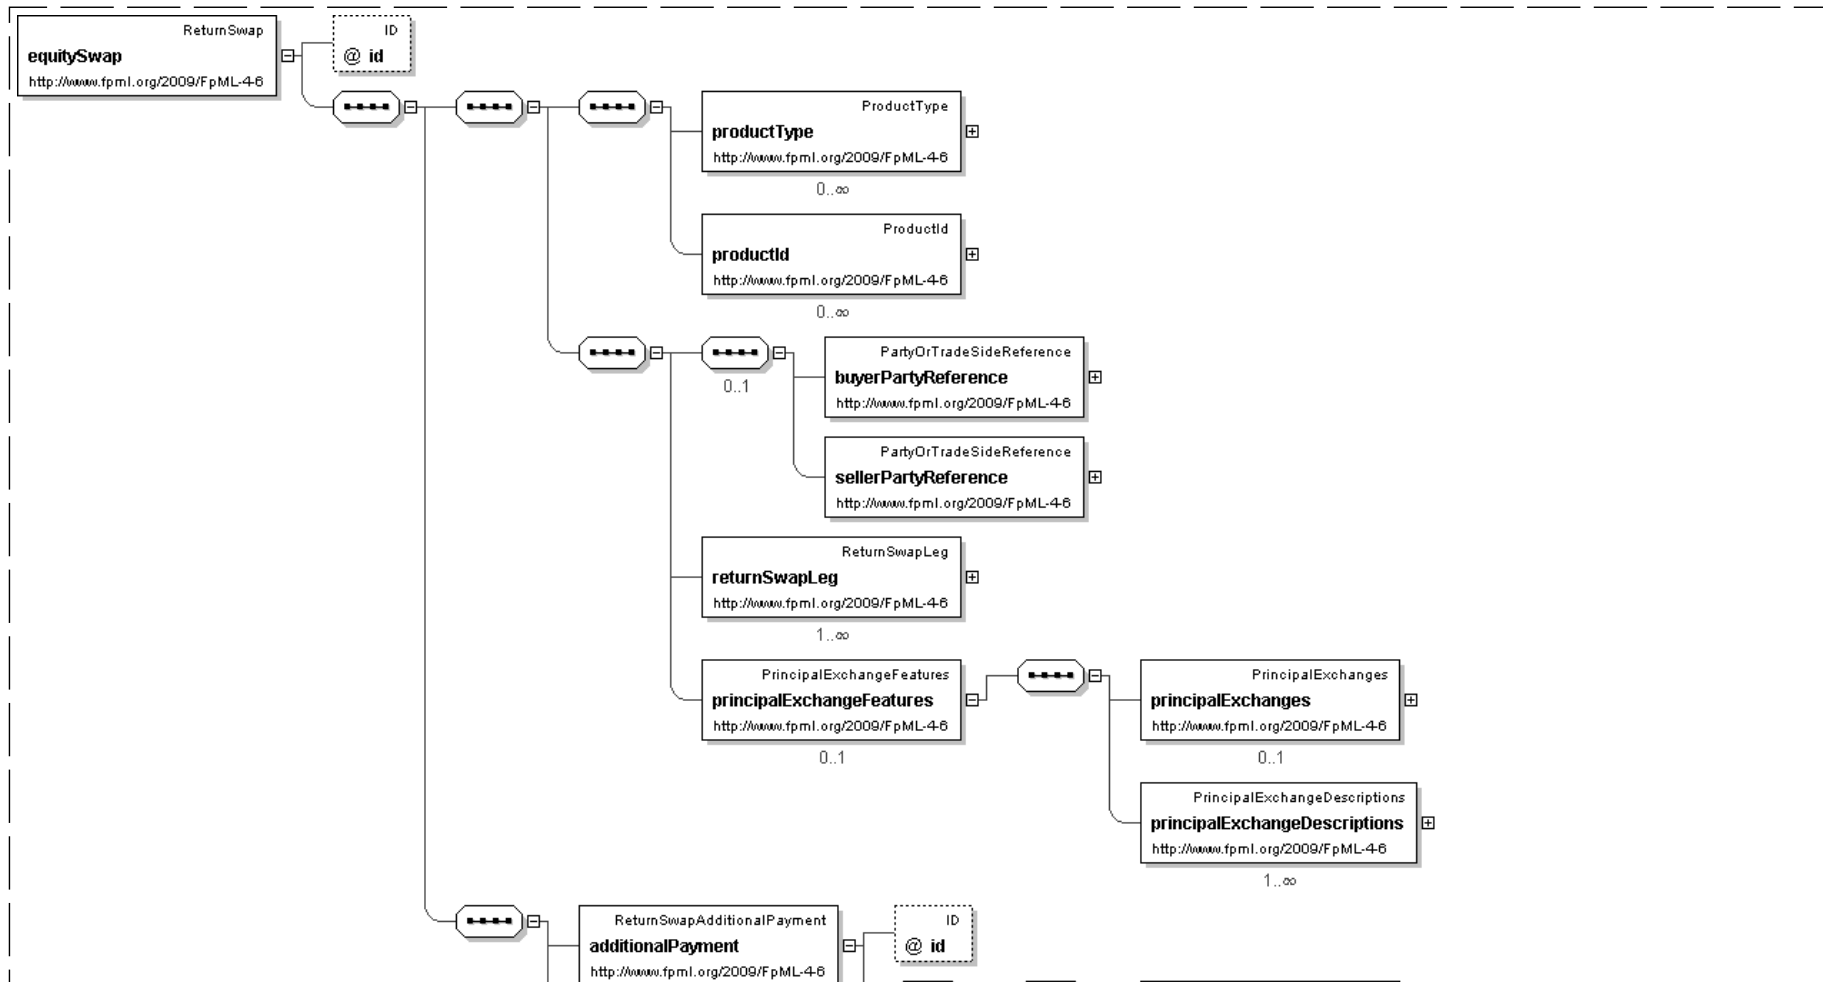 ReturnSwap
equitySwap
http://www.fpml.org/2009/FpML-4-6
ID
@ id
ProductType
productType
http://www.fpml.org/2009/FpML-4-6
0..∞
ProductId
productId
http://www.fpml.org/2009/FpML-4-6
0..∞
0..1
PartyOrTradeSideReference
buyerPartyReference
http://www.fpml.org/2009/FpML-4-6
PartyOrTradeSideReference
sellerPartyReference
http://www.fpml.org/2009/FpML-4-6
ReturnSwapLeg
returnSwapLeg
http://www.fpml.org/2009/FpML-4-6
1..∞
PrincipalExchangeFeatures
principalExchangeFeatures
http://www.fpml.org/2009/FpML-4-6
0..1
PrincipalExchanges
principalExchanges
http://www.fpml.org/2009/FpML-4-6
0..1
PrincipalExchangeDescriptions
principalExchangeDescriptions
http://www.fpml.org/2009/FpML-4-6
1..∞
ReturnSwapAdditionalPayment
additionalPayment
http://www.fpml.org/2009/FpML-4-6
ID
@ id